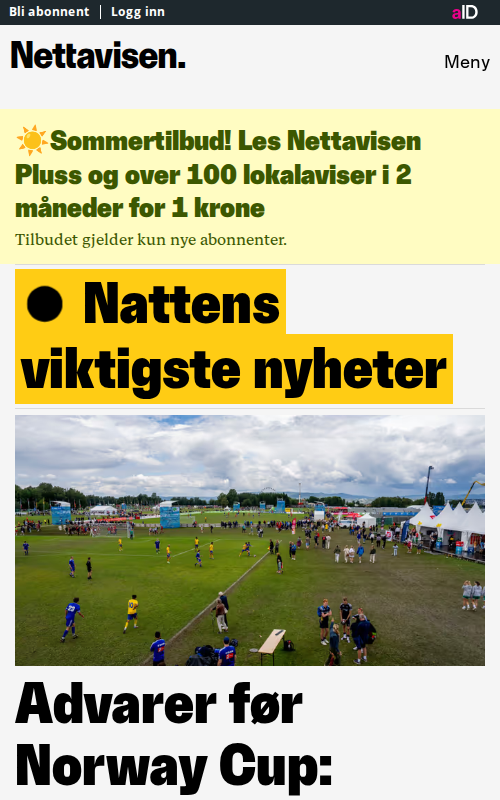 Bli abonnent | Logg inn
aID
Nettavisen.
Meny
☀️Sommertilbud! Les Nettavisen
Pluss og over 100 lokalaviser i 2
måneder for 1 krone
Tilbudet gjelder kun nye abonnenter.
● Nattens
viktigste nyheter
Advarer før
Norway Cup: